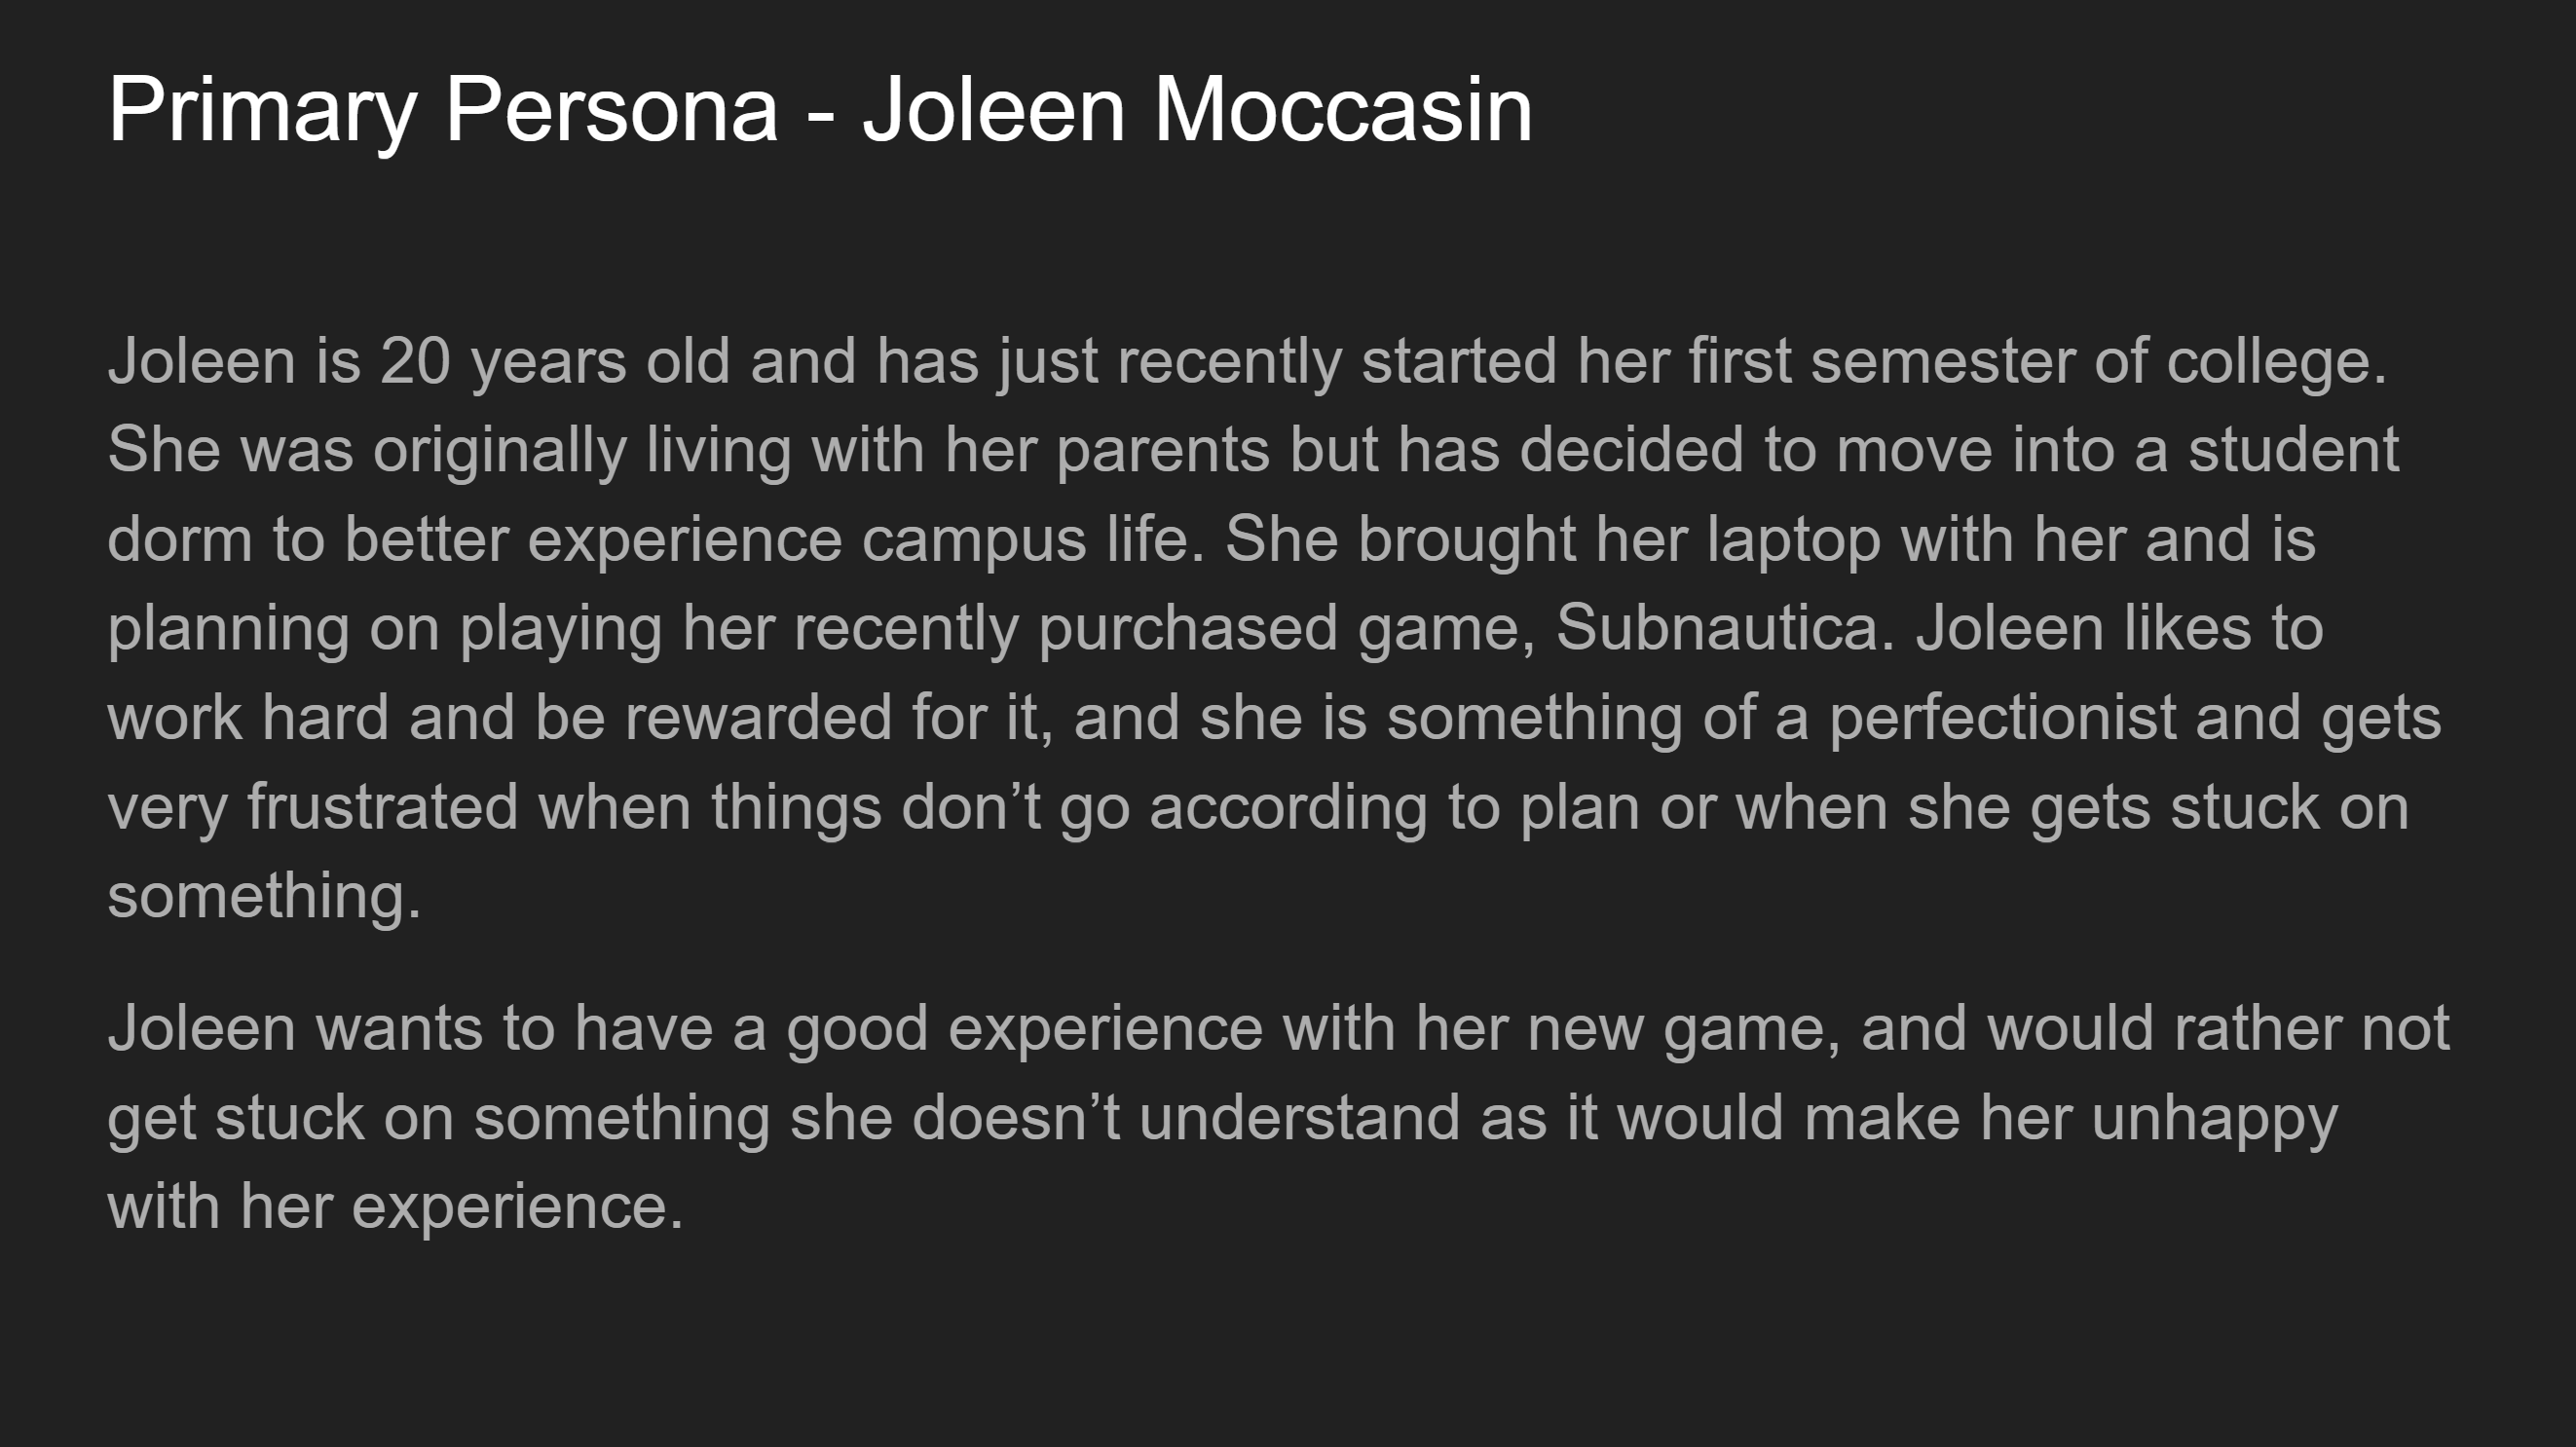 Primary Persona - Joleen Moccasin
Joleen is 20 years old and has just recently started her first semester of college.
She was originally living with her parents but has decided to move into a student
dorm to better experience campus life. She brought her laptop with her and is
planning on playing her recently purchased game, Subnautica. Joleen likes to
work hard and be rewarded for it, and she is something of a perfectionist and gets
very frustrated when things don’t go according to plan or when she gets stuck on
something.
Joleen wants to have a good experience with her new game, and would rather not
get stuck on something she doesn’t understand as it would make her unhappy
with her experience.